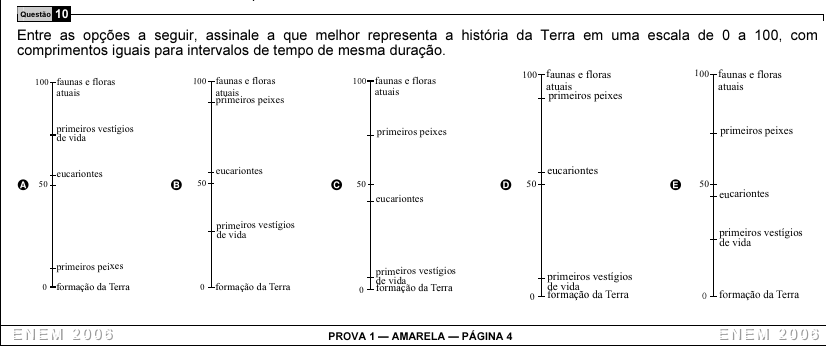 Questão 10
Entre as opções a seguir, assinale a que melhor representa a história da Terra em uma escala de 0 a 100, com
comprimentos iguais para intervalos de tempo de mesma duração.
A
100 faunas e floras
atuais
primeiros vestígios
de vida
eucariontes
50
primeiros peixes
0 formação da Terra
B
100 faunas e floras
atuais
primeiros peixes
eucariontes
50
primeiros vestígios
de vida
0 formação da Terra
C
100 faunas e floras
atuais
primeiros peixes
50
eucariontes
primeiros vestígios
de vida
0 formação da Terra
D
100 faunas e floras
atuais
primeiros peixes
eucariontes
50
primeiros vestígios
de vida
0 formação da Terra
E
100 faunas e floras
atuais
primeiros peixes
50
eucariontes
primeiros vestígios
de vida
0 formação da Terra
ENEM 2006
PROVA 1 — AMARELA — PÁGINA 4
ENEM 2006